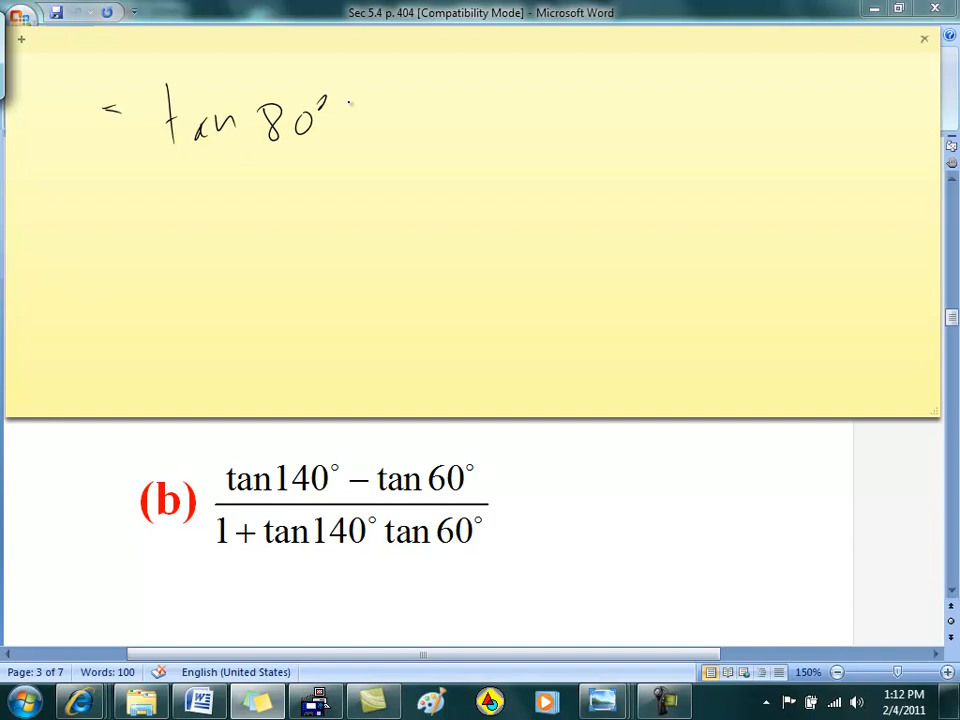 Sec 5.4 p. 404 [Compatibility Mode] - Microsoft Word
= tan 80°
(b) tan140° − tan 60°
1 + tan140° tan 60°
Page: 3 of 7 Words: 100 English (United States) 150%
1:12 PM
2/4/2011